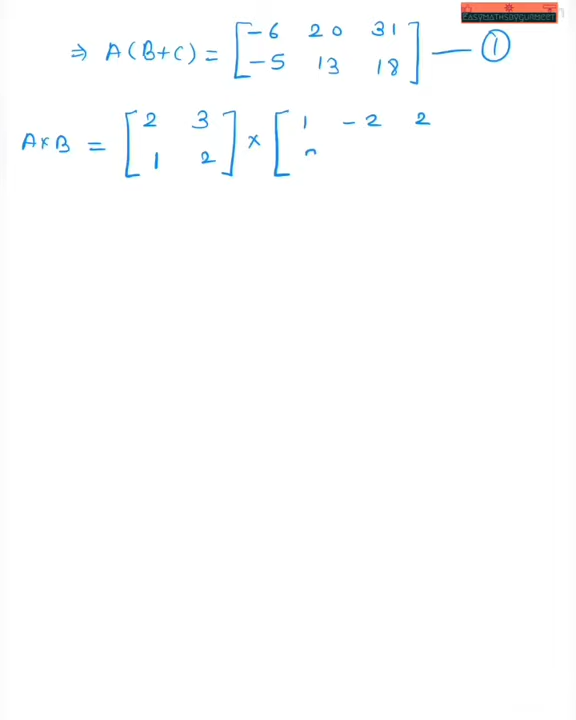 EASYMATHSBYGURMEET
⇒ A(B+C) = [ -6 20 31 ] — ①
[ -5 13 18 ]
A×B = [ 2 3 ] × [ 1 -2 2
[ 1 2 ]